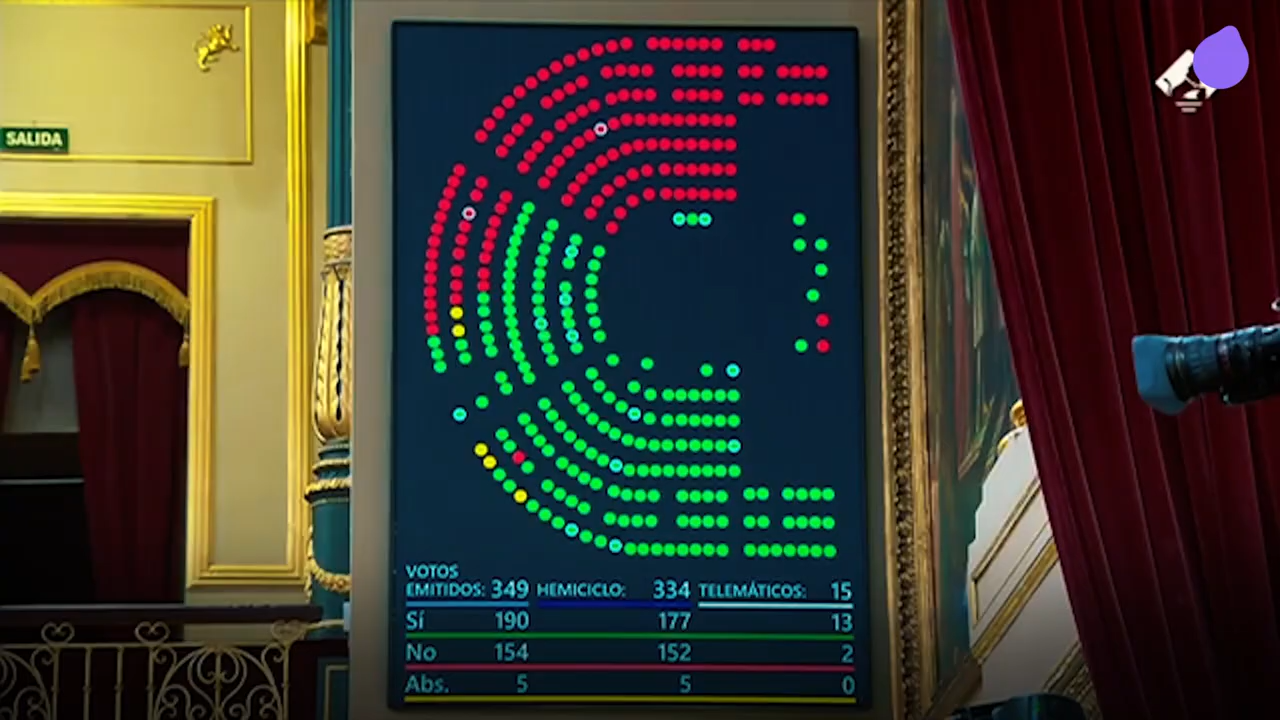 SALIDA
VOTOS
EMITIDOS: 349 HEMICICLO: 334 TELEMÁTICOS: 15
Sí 190 177 13
No 154 152 2
Abs. 5 5 0